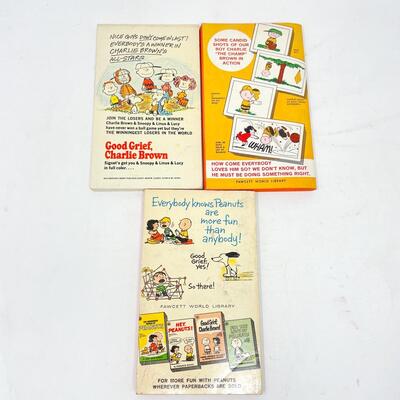 NICE GUYS DON'T COME IN LAST!
EVERYBODY'S A WINNER IN
CHARLIE BROWN'S
ALL-STARS
JOIN THE LOSERS AND BE A WINNER
Charlie Brown & Snoopy & Linus & Lucy
have never won a ball game yet but they're
THE WINNINGEST LOSERS IN THE WORLD
Good Grief,
Charlie Brown
Signet's got you & Snoopy & Linus & Lucy
in full color. . . .
SOME CANDID
SHOTS OF OUR
BOY CHARLIE
"THE CHAMP"
BROWN IN
ACTION
WHAM!
HOW COME EVERYBODY
LOVES HIM SO? WE DON'T KNOW, BUT
HE MUST BE DOING SOMETHING RIGHT.
FAWCETT WORLD LIBRARY
Everybody knows Peanuts
are
more fun
than
anybody!
Good
Grief,
yes!
So there!
FAWCETT WORLD LIBRARY
PEANUTS
HEY,
PEANUTS!
Good Grief,
Charlie Brown!
FOR MORE FUN WITH PEANUTS
WHEREVER PAPERBACKS ARE SOLD